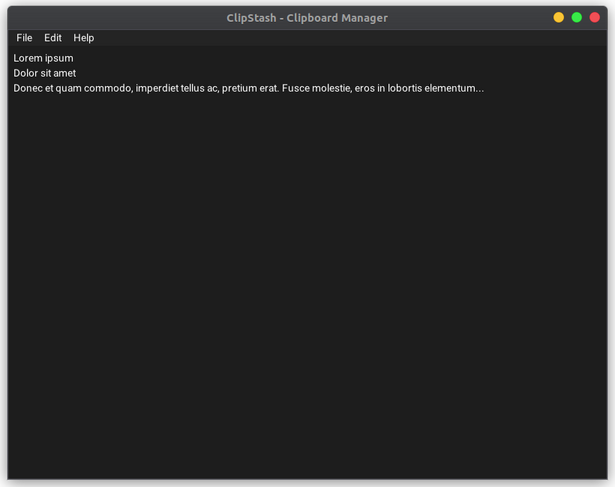 ClipStash - Clipboard Manager
File Edit Help
Lorem ipsum
Dolor sit amet
Donec et quam commodo, imperdiet tellus ac, pretium erat. Fusce molestie, eros in lobortis elementum...